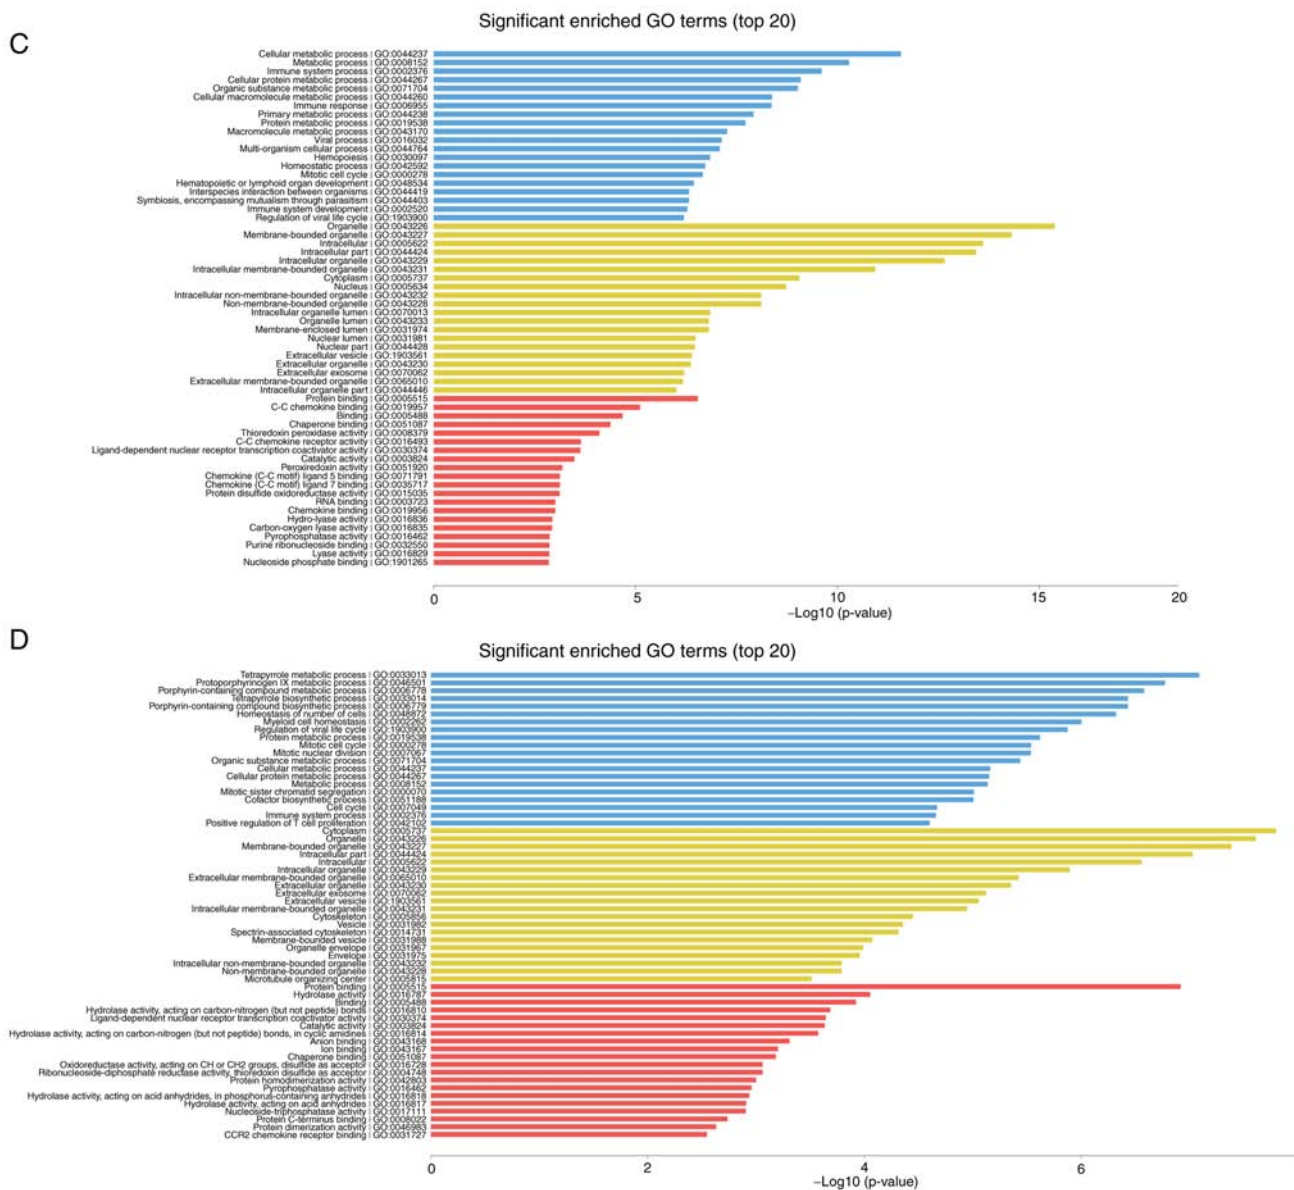 C
Significant enriched GO terms (top 20)
Cellular metabolic process | GO:0044237
Metabolic process | GO:0008152
Immune system process | GO:0002376
Cellular protein metabolic process | GO:0044267
Organic substance metabolic process | GO:0071704
Cellular macromolecule metabolic process | GO:0044260
Immune response | GO:0006955
Primary metabolic process | GO:0044238
Protein metabolic process | GO:0019538
Macromolecule metabolic process | GO:0043170
Viral process | GO:0016032
Multi-organism cellular process | GO:0044764
Hemopoiesis | GO:0030097
Homeostatic process | GO:0042592
Mitotic cell cycle | GO:0000278
Hematopoietic or lymphoid organ development | GO:0048534
Interspecies interaction between organisms | GO:0044419
Symbiosis, encompassing mutualism through parasitism | GO:0044403
Immune system development | GO:0002520
Regulation of viral life cycle | GO:1903900
Organelle | GO:0043226
Membrane-bounded organelle | GO:0043227
Intracellular | GO:0005622
Intracellular part | GO:0044424
Intracellular organelle | GO:0043229
Intracellular membrane-bounded organelle | GO:0043231
Cytoplasm | GO:0005737
Nucleus | GO:0005634
Intracellular non-membrane-bounded organelle | GO:0043232
Non-membrane-bounded organelle | GO:0043228
Intracellular organelle lumen | GO:0070013
Organelle lumen | GO:0043233
Membrane-enclosed lumen | GO:0031974
Nuclear lumen | GO:0031981
Nuclear part | GO:0044428
Extracellular vesicle | GO:1903561
Extracellular organelle | GO:0043230
Extracellular exosome | GO:0070062
Extracellular membrane-bounded organelle | GO:0065010
Intracellular organelle part | GO:0044446
Protein binding | GO:0005515
C-C chemokine binding | GO:0019957
Binding | GO:0005488
Chaperone binding | GO:0051087
Thioredoxin peroxidase activity | GO:0008379
C-C chemokine receptor activity | GO:0016493
Ligand-dependent nuclear receptor transcription coactivator activity | GO:0030374
Catalytic activity | GO:0003824
Peroxiredoxin activity | GO:0051920
Chemokine (C-C motif) ligand 5 binding | GO:0071791
Chemokine (C-C motif) ligand 7 binding | GO:0035717
Protein disulfide oxidoreductase activity | GO:0015035
RNA binding | GO:0003723
Chemokine binding | GO:0019956
Hydro-lyase activity | GO:0016836
Carbon-oxygen lyase activity | GO:0016835
Pyrophosphatase activity | GO:0016462
Purine ribonucleoside binding | GO:0032550
Lyase activity | GO:0016829
Nucleoside phosphate binding | GO:1901265
0 5 10 15 20
−Log10 (p-value)
D
Significant enriched GO terms (top 20)
Tetrapyrrole metabolic process | GO:0033013
Protoporphyrinogen IX metabolic process | GO:0046501
Porphyrin-containing compound metabolic process | GO:0006778
Tetrapyrrole biosynthetic process | GO:0033014
Porphyrin-containing compound biosynthetic process | GO:0006779
Homeostasis of number of cells | GO:0048872
Myeloid cell homeostasis | GO:0002262
Regulation of viral life cycle | GO:1903900
Protein metabolic process | GO:0019538
Mitotic cell cycle | GO:0000278
Mitotic nuclear division | GO:0007067
Organic substance metabolic process | GO:0071704
Cellular metabolic process | GO:0044237
Cellular protein metabolic process | GO:0044267
Metabolic process | GO:0008152
Mitotic sister chromatid segregation | GO:0000070
Cofactor biosynthetic process | GO:0051188
Cell cycle | GO:0007049
Immune system process | GO:0002376
Positive regulation of T cell proliferation | GO:0042102
Cytoplasm | GO:0005737
Organelle | GO:0043226
Membrane-bounded organelle | GO:0043227
Intracellular part | GO:0044424
Intracellular | GO:0005622
Intracellular organelle | GO:0043229
Extracellular membrane-bounded organelle | GO:0065010
Extracellular organelle | GO:0043230
Extracellular exosome | GO:0070062
Extracellular vesicle | GO:1903561
Intracellular membrane-bounded organelle | GO:0043231
Cytoskeleton | GO:0005856
Vesicle | GO:0031982
Spectrin-associated cytoskeleton | GO:0014731
Membrane-bounded vesicle | GO:0031988
Organelle envelope | GO:0031967
Envelope | GO:0031975
Intracellular non-membrane-bounded organelle | GO:0043232
Non-membrane-bounded organelle | GO:0043228
Microtubule organizing center | GO:0005815
Protein binding | GO:0005515
Hydrolase activity | GO:0016787
Binding | GO:0005488
Hydrolase activity, acting on carbon-nitrogen (but not peptide) bonds | GO:0016810
Ligand-dependent nuclear receptor transcription coactivator activity | GO:0030374
Catalytic activity | GO:0003824
Hydrolase activity, acting on carbon-nitrogen (but not peptide) bonds, in cyclic amidines | GO:0016814
Anion binding | GO:0043168
Ion binding | GO:0043167
Chaperone binding | GO:0051087
Oxidoreductase activity, acting on CH or CH2 groups, disulfide as acceptor | GO:0016728
Ribonucleoside-diphosphate reductase activity, thioredoxin disulfide as acceptor | GO:0004748
Protein homodimerization activity | GO:0042803
Pyrophosphatase activity | GO:0016462
Hydrolase activity, acting on acid anhydrides, in phosphorus-containing anhydrides | GO:0016818
Hydrolase activity, acting on acid anhydrides | GO:0016817
Nucleoside-triphosphatase activity | GO:0017111
Protein C-terminus binding | GO:0008022
Protein dimerization activity | GO:0046983
CCR2 chemokine receptor binding | GO:0031727
0 2 4 6
−Log10 (p-value)